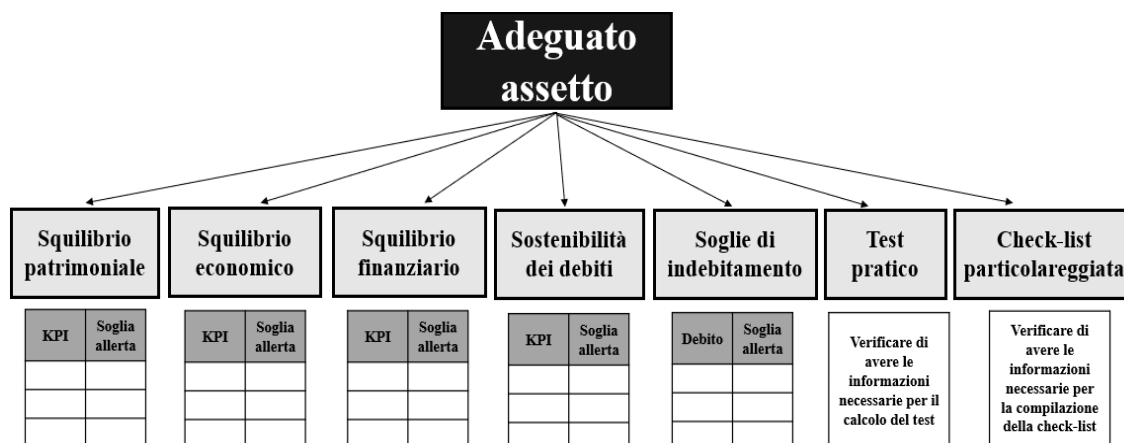 Adeguato
assetto
Squilibrio
patrimoniale
Squilibrio
economico
Squilibrio
finanziario
Sostenibilità
dei debiti
Soglie di
indebitamento
Test
pratico
Check-list
particolareggiata
KPI
Soglia
allerta
KPI
Soglia
allerta
KPI
Soglia
allerta
KPI
Soglia
allerta
Debito
Soglia
allerta
Verificare di
avere le
informazioni
necessarie per il
calcolo del test
Verificare di
avere le
informazioni
necessarie per
la compilazione
della check-list